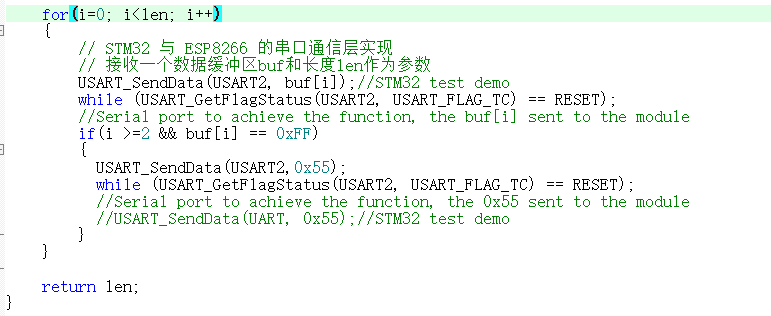 for(i=0; i<len; i++)
{
// STM32 与 ESP8266 的串口通信层实现
// 接收一个数据缓冲区buf和长度len作为参数
USART_SendData(USART2, buf[i]);//STM32 test demo
while (USART_GetFlagStatus(USART2, USART_FLAG_TC) == RESET);
//Serial port to achieve the function, the buf[i] sent to the module
if(i >=2 && buf[i] == 0xFF)
{
USART_SendData(USART2,0x55);
while (USART_GetFlagStatus(USART2, USART_FLAG_TC) == RESET);
//Serial port to achieve the function, the 0x55 sent to the module
//USART_SendData(UART, 0x55);//STM32 test demo
}
}
return len;
}